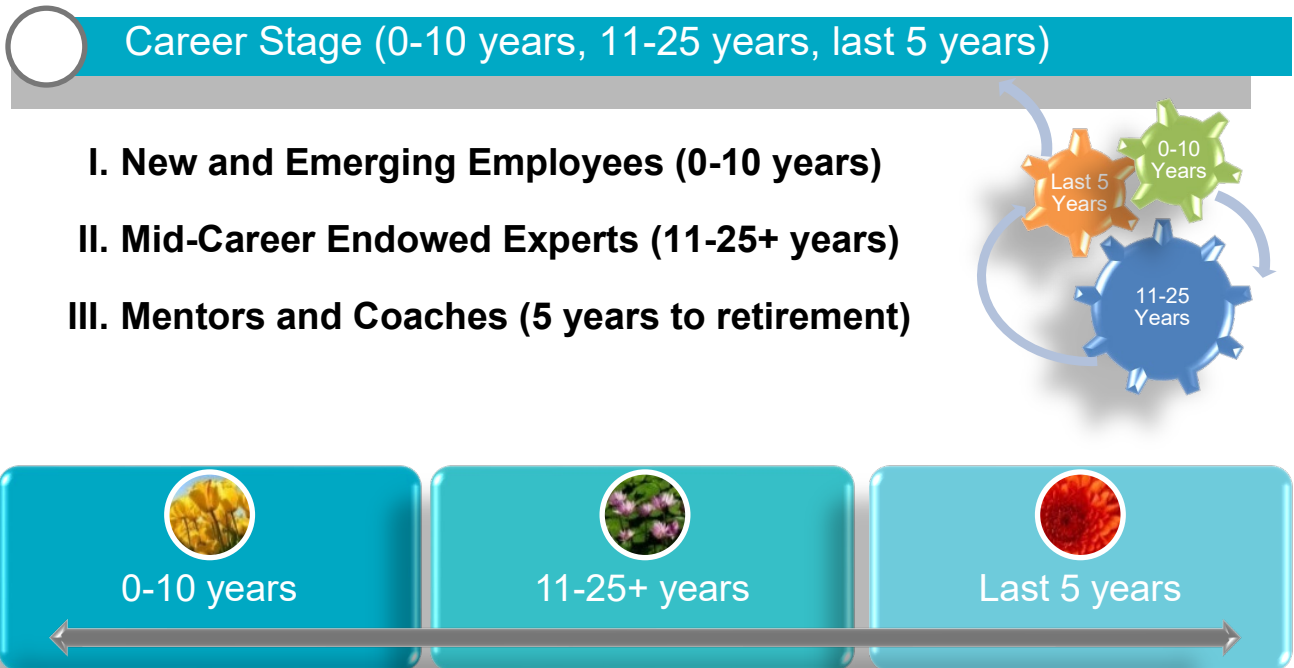 Career Stage (0-10 years, 11-25 years, last 5 years)
I. New and Emerging Employees (0-10 years)
II. Mid-Career Endowed Experts (11-25+ years)
III. Mentors and Coaches (5 years to retirement)
0-10
Years
Last 5
Years
11-25
Years
0-10 years
11-25+ years
Last 5 years